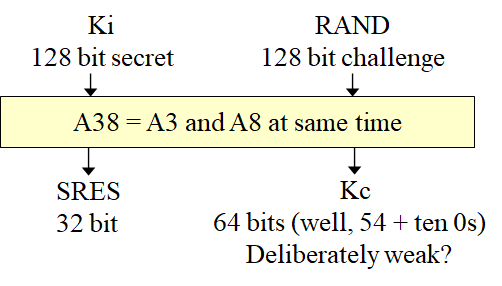 Ki
128 bit secret
RAND
128 bit challenge
A38 = A3 and A8 at same time
SRES
32 bit
Kc
64 bits (well, 54 + ten 0s)
Deliberately weak?